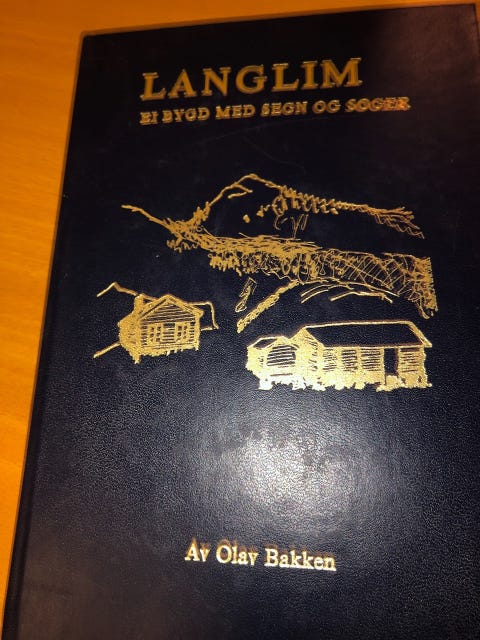 LANGLIM
EI BYGD MED SEGN OG SOGER
Av Olav Bakken